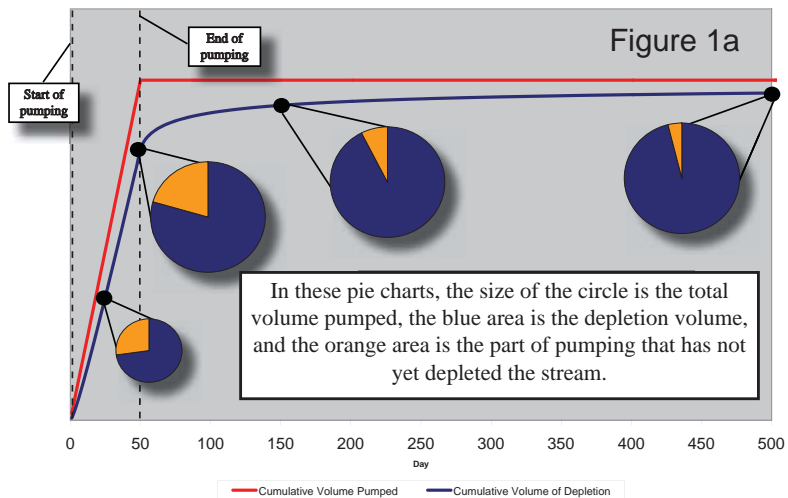 Figure 1a
End of
pumping
Start of
pumping
In these pie charts, the size of the circle is the total
volume pumped, the blue area is the depletion volume,
and the orange area is the part of pumping that has not
yet depleted the stream.
0 50 100 150 200 250 300 350 400 450 500
Day
Cumulative Volume Pumped Cumulative Volume of Depletion